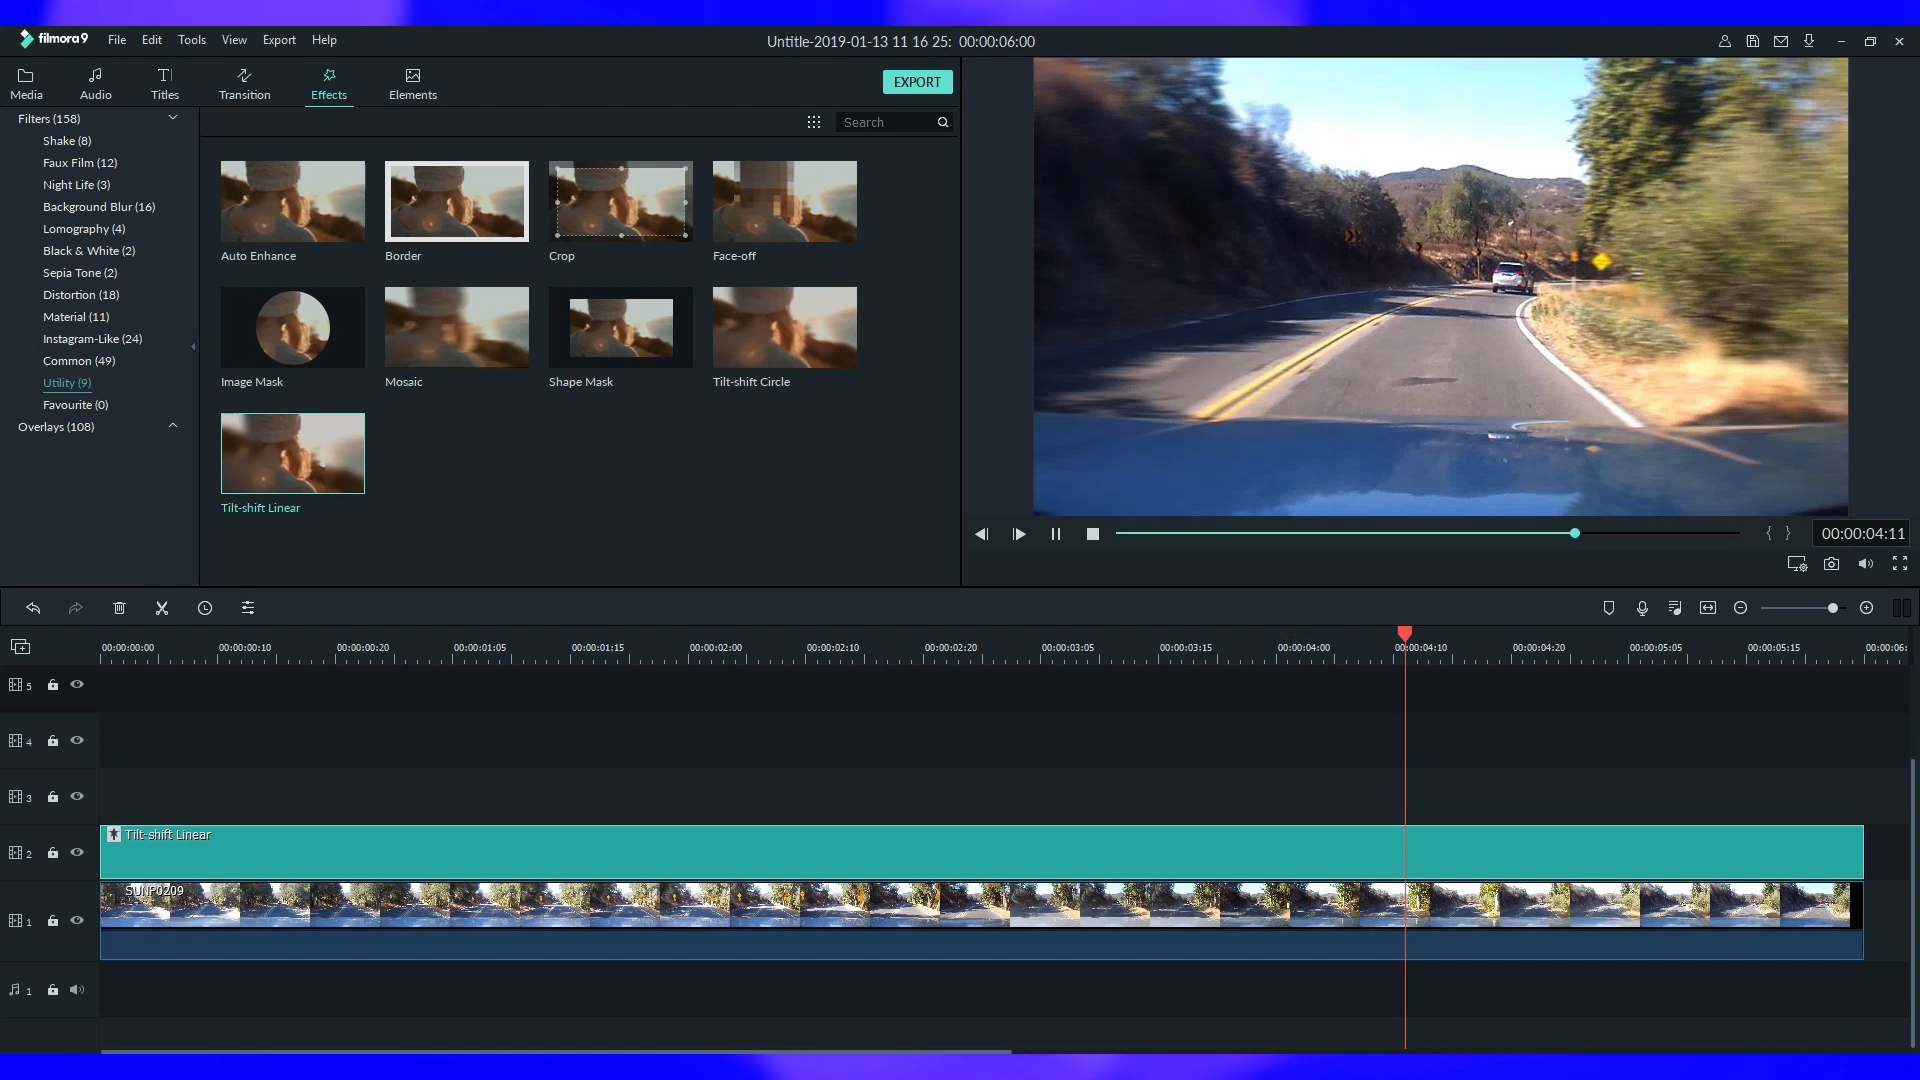 filmora9 File Edit Tools View Export Help
Untitle-2019-01-13 11 16 25: 00:00:06:00
Media Audio Titles Transition Effects Elements
EXPORT
Search
Filters (158)
Shake (8)
Faux Film (12)
Night Life (3)
Background Blur (16)
Lomography (4)
Black & White (2)
Sepia Tone (2)
Distortion (18)
Material (11)
Instagram-Like (24)
Common (49)
Utility (9)
Favourite (0)
Overlays (108)
Auto Enhance Border Crop Face-off
Image Mask Mosaic Shape Mask Tilt-shift Circle
Tilt-shift Linear
{ } 00:00:04:11
00:00:00:00 00:00:00:10 00:00:00:20 00:00:01:05 00:00:01:15 00:00:02:00 00:00:02:10 00:00:02:20 00:00:03:05 00:00:03:15 00:00:04:00 00:00:04:10 00:00:04:20 00:00:05:05 00:00:05:15 00:00:06:
5
4
3
2 Tilt-shift Linear
SUNP0209
1
1